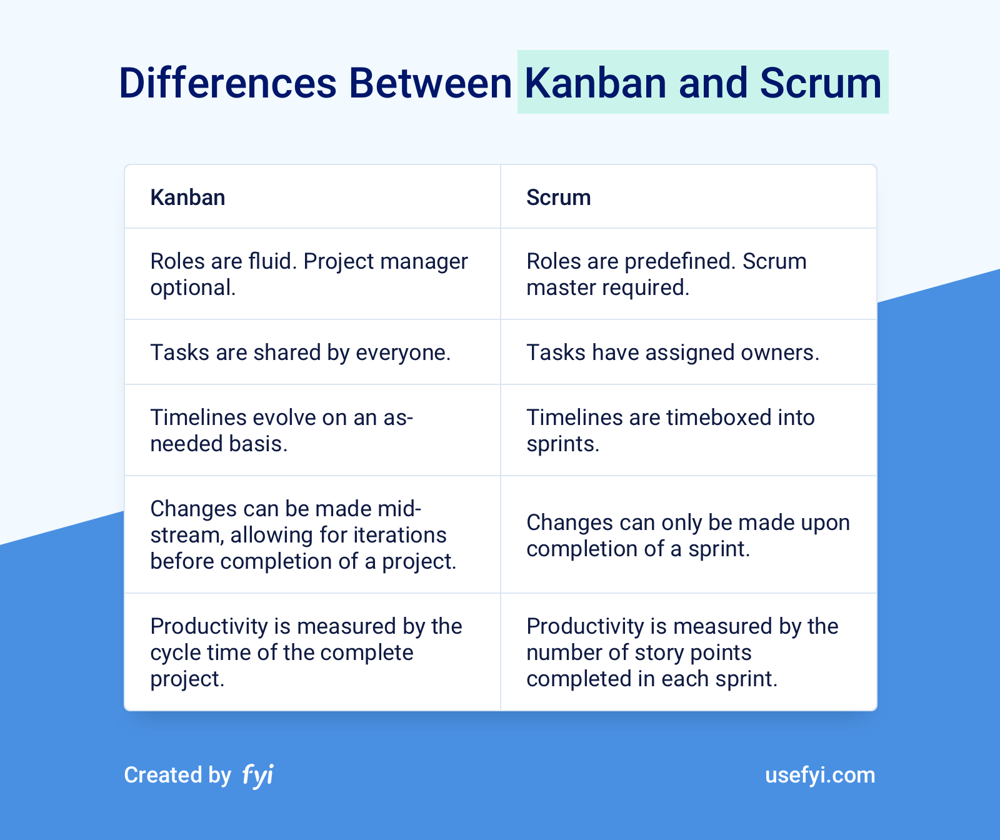 Differences Between Kanban and Scrum
Kanban
Scrum
Roles are fluid. Project manager
optional.
Roles are predefined. Scrum
master required.
Tasks are shared by everyone.
Tasks have assigned owners.
Timelines evolve on an as-
needed basis.
Timelines are timeboxed into
sprints.
Changes can be made mid-
stream, allowing for iterations
before completion of a project.
Changes can only be made upon
completion of a sprint.
Productivity is measured by the
cycle time of the complete
project.
Productivity is measured by the
number of story points
completed in each sprint.
Created by fyi
usefyi.com